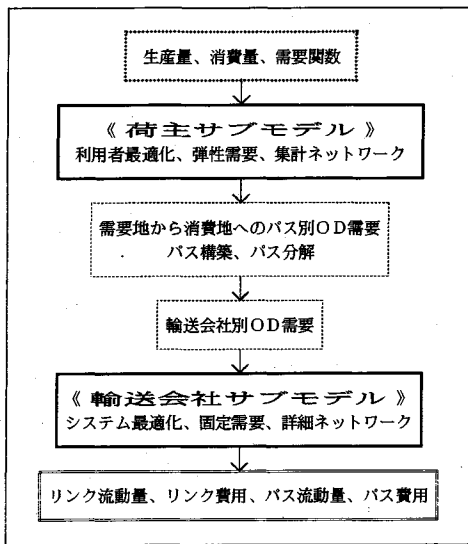 生産量、消費量、需要関数
《 荷主サブモデル 》
利用者最適化、弾性需要、集計ネットワーク
需要地から消費地へのパス別OD需要
パス構築、パス分解
輸送会社別OD需要
《 輸送会社サブモデル 》
システム最適化、固定需要、詳細ネットワーク
リンク流動量、リンク費用、パス流動量、パス費用